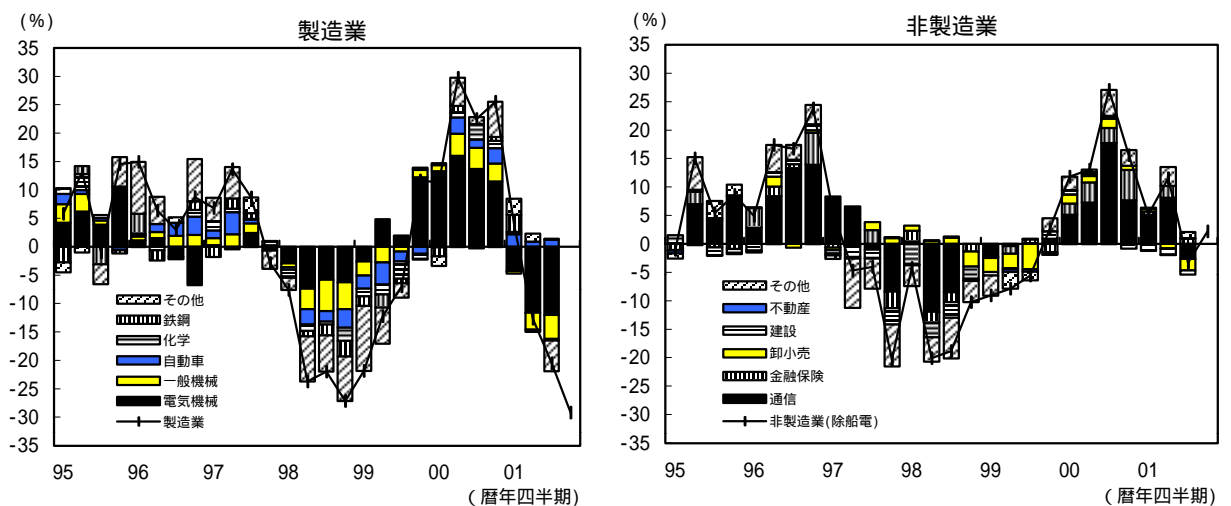 (%)
製造業
35
30
25
20
15
10
5
0
-5
-10
-15
-20
-25
-30
-35
その他
鉄鋼
化学
自動車
一般機械
電気機械
製造業
95 96 97 98 99 00 01
(暦年四半期)
(%)
非製造業
35
30
25
20
15
10
5
0
-5
-10
-15
-20
-25
-30
-35
その他
不動産
建設
卸小売
金融保険
通信
非製造業(除船電)
95 96 97 98 99 00 01
(暦年四半期)